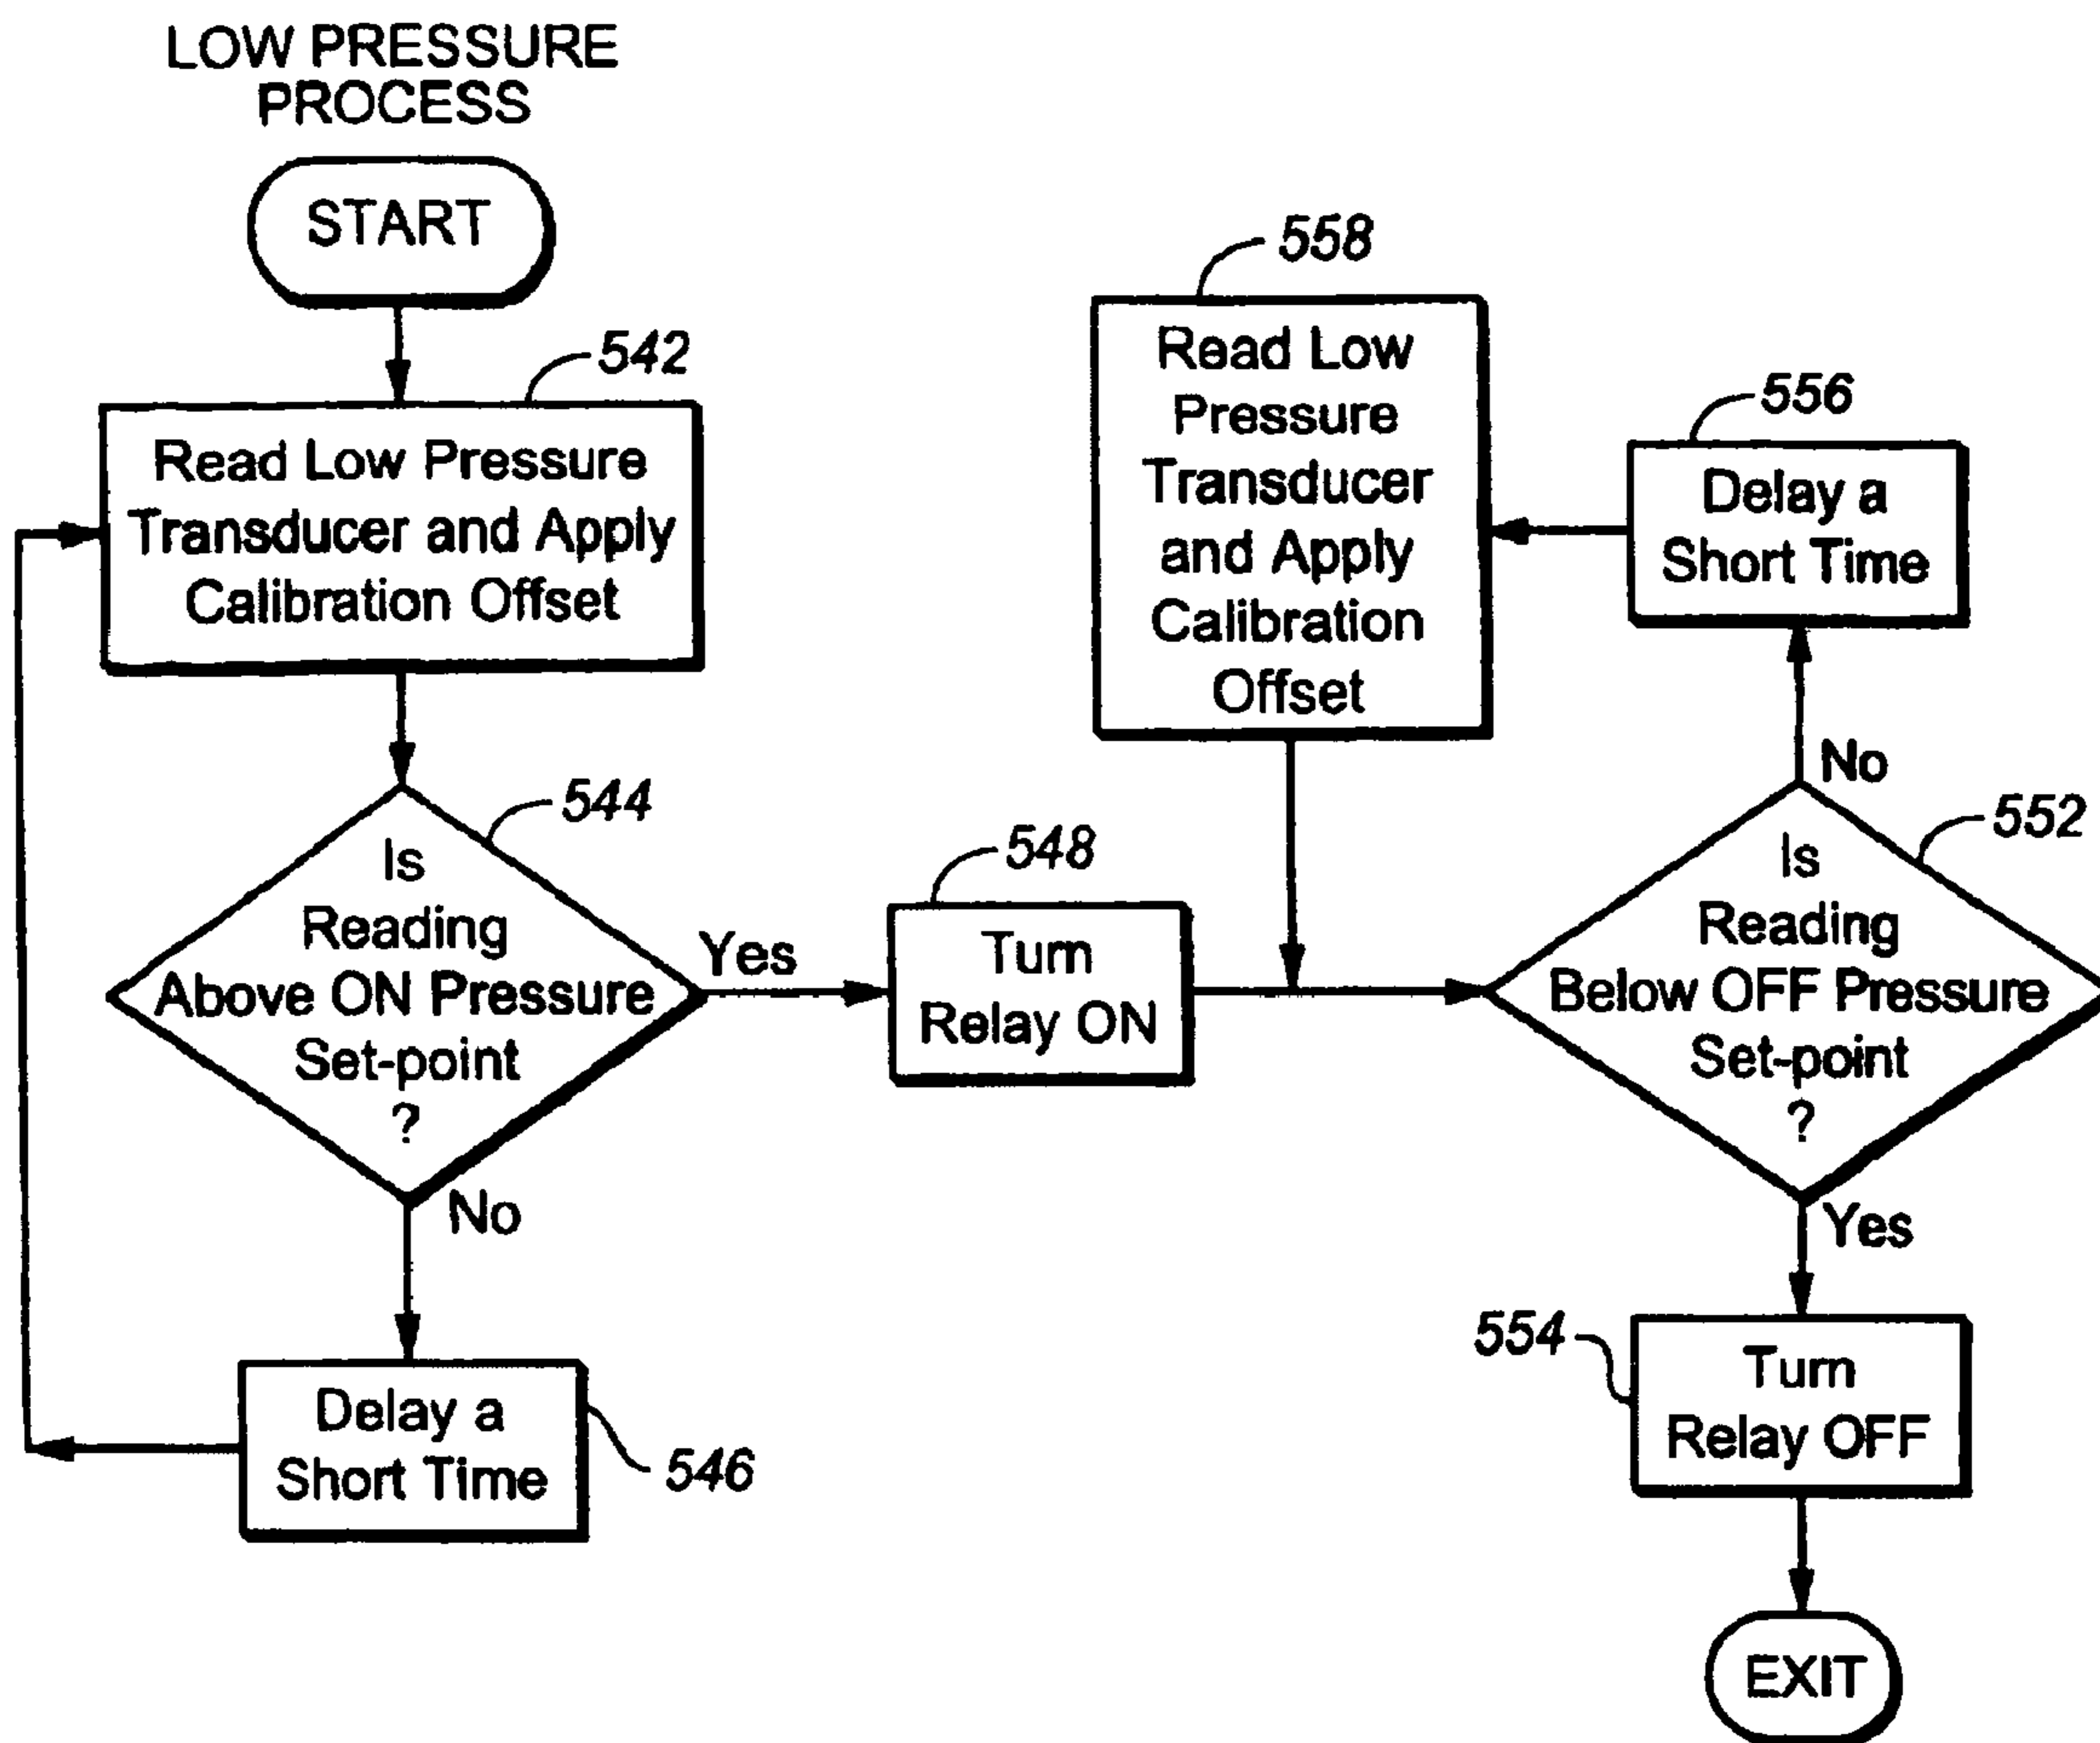 LOW PRESSURE
PROCESS
START
542
Read Low Pressure
Transducer and Apply
Calibration Offset
544
Is
Reading
Above ON Pressure
Set-point
?
Yes
No
Delay a
Short Time
546
548
Turn
Relay ON
558
Read Low
Pressure
Transducer
and Apply
Calibration
Offset
556
Delay a
Short Time
No
552
Is
Reading
Below OFF Pressure
Set-point
?
Yes
554
Turn
Relay OFF
EXIT